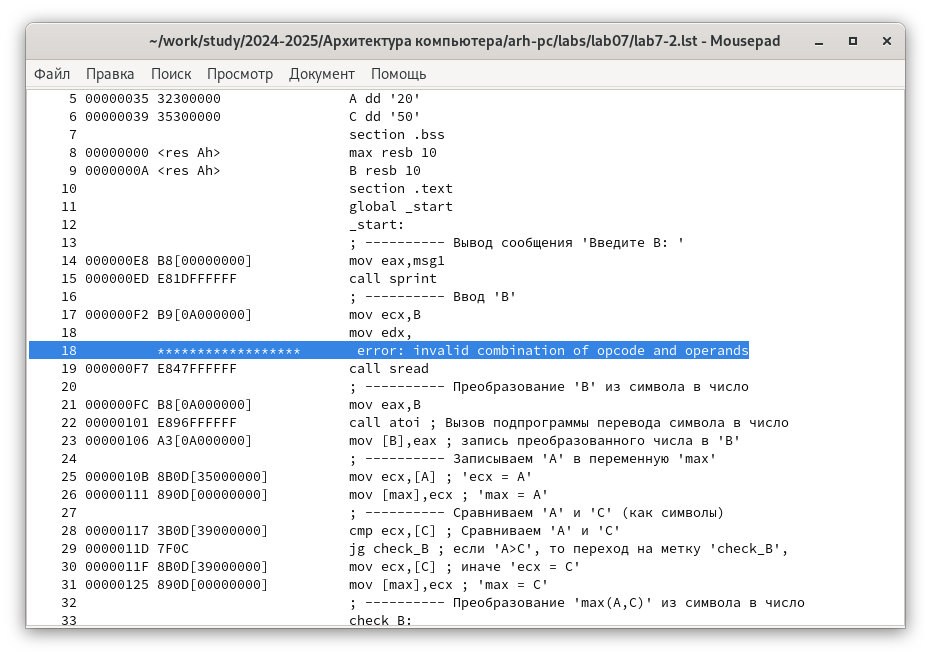 ~/work/study/2024-2025/Архитектура компьютера/arh-pc/labs/lab07/lab7-2.lst - Mousepad
Файл Правка Поиск Просмотр Документ Помощь
5 00000035 32300000 A dd '20'
6 00000039 35300000 C dd '50'
7 section .bss
8 00000000 <res Ah> max resb 10
9 0000000A <res Ah> B resb 10
10 section .text
11 global _start
12 _start:
13 ; ---------- Вывод сообщения 'Введите B: '
14 000000E8 B8[00000000] mov eax,msg1
15 000000ED E81DFFFFFF call sprint
16 ; ---------- Ввод 'B'
17 000000F2 B9[0A000000] mov ecx,B
18 mov edx,
18 ****************** error: invalid combination of opcode and operands
19 000000F7 E847FFFFFF call sread
20 ; ---------- Преобразование 'B' из символа в число
21 000000FC B8[0A000000] mov eax,B
22 00000101 E896FFFFFF call atoi ; Вызов подпрограммы перевода символа в число
23 00000106 A3[0A000000] mov [B],eax ; запись преобразованного числа в 'B'
24 ; ---------- Записываем 'A' в переменную 'max'
25 0000010B 8B0D[35000000] mov ecx,[A] ; 'ecx = A'
26 00000111 890D[00000000] mov [max],ecx ; 'max = A'
27 ; ---------- Сравниваем 'A' и 'C' (как символы)
28 00000117 3B0D[39000000] cmp ecx,[C] ; Сравниваем 'A' и 'C'
29 0000011D 7F0C jg check_B ; если 'A>C', то переход на метку 'check_B',
30 0000011F 8B0D[39000000] mov ecx,[C] ; иначе 'ecx = C'
31 00000125 890D[00000000] mov [max],ecx ; 'max = C'
32 ; ---------- Преобразование 'max(A,C)' из символа в число
33 check_B: